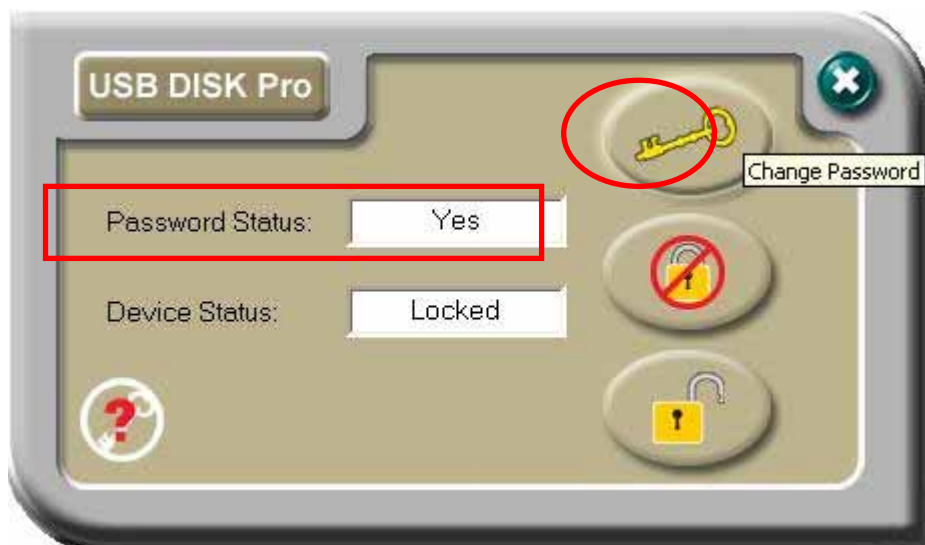 USB DISK Pro
Change Password
Password Status: Yes
Device Status: Locked
?